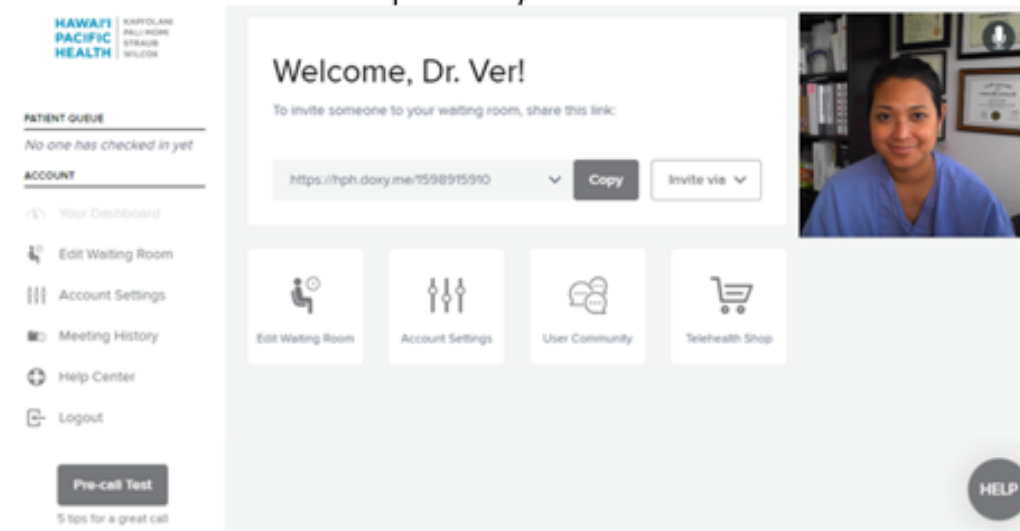 HAWAI'I
PACIFIC
HEALTH
KAPI'OLANI
PALI MOMI
STRAUB
WILCOX
PATIENT QUEUE
No one has checked in yet
ACCOUNT
Your Dashboard
Edit Waiting Room
Account Settings
Meeting History
Help Center
Logout
Pre-call Test
5 tips for a great call
Welcome, Dr. Ver!
To invite someone to your waiting room, share this link:
https://hph.doxy.me/1598915910
Copy
Invite via
Edit Waiting Room
Account Settings
User Community
Telehealth Shop
HELP